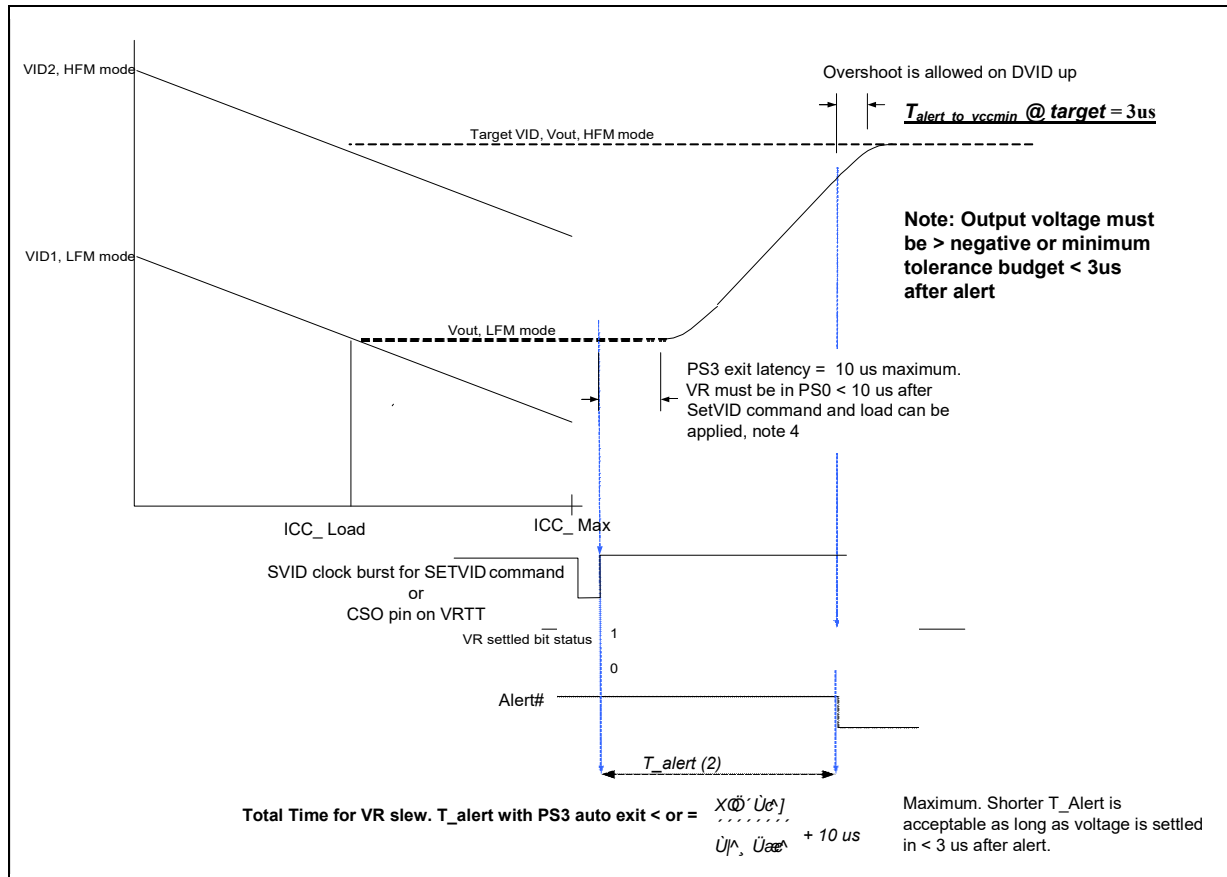 VID2, HFM mode
Overshoot is allowed on DVID up
T_alert_to_vccmin @ target = 3us
Target VID, Vout, HFM mode
Note: Output voltage must
be > negative or minimum
tolerance budget < 3us
after alert
VID1, LFM mode
Vout, LFM mode
PS3 exit latency = 10 us maximum.
VR must be in PS0 < 10 us after
SetVID command and load can be
applied, note 4
ICC_ Load
ICC_ Max
SVID clock burst for SETVID command
or
CSO pin on VRTT
VR settled bit status
1
0
Alert#
T_alert (2)
Total Time for VR slew. T_alert with PS3 auto exit < or =
+ 10 us
Maximum. Shorter T_Alert is
acceptable as long as voltage is settled
in < 3 us after alert.